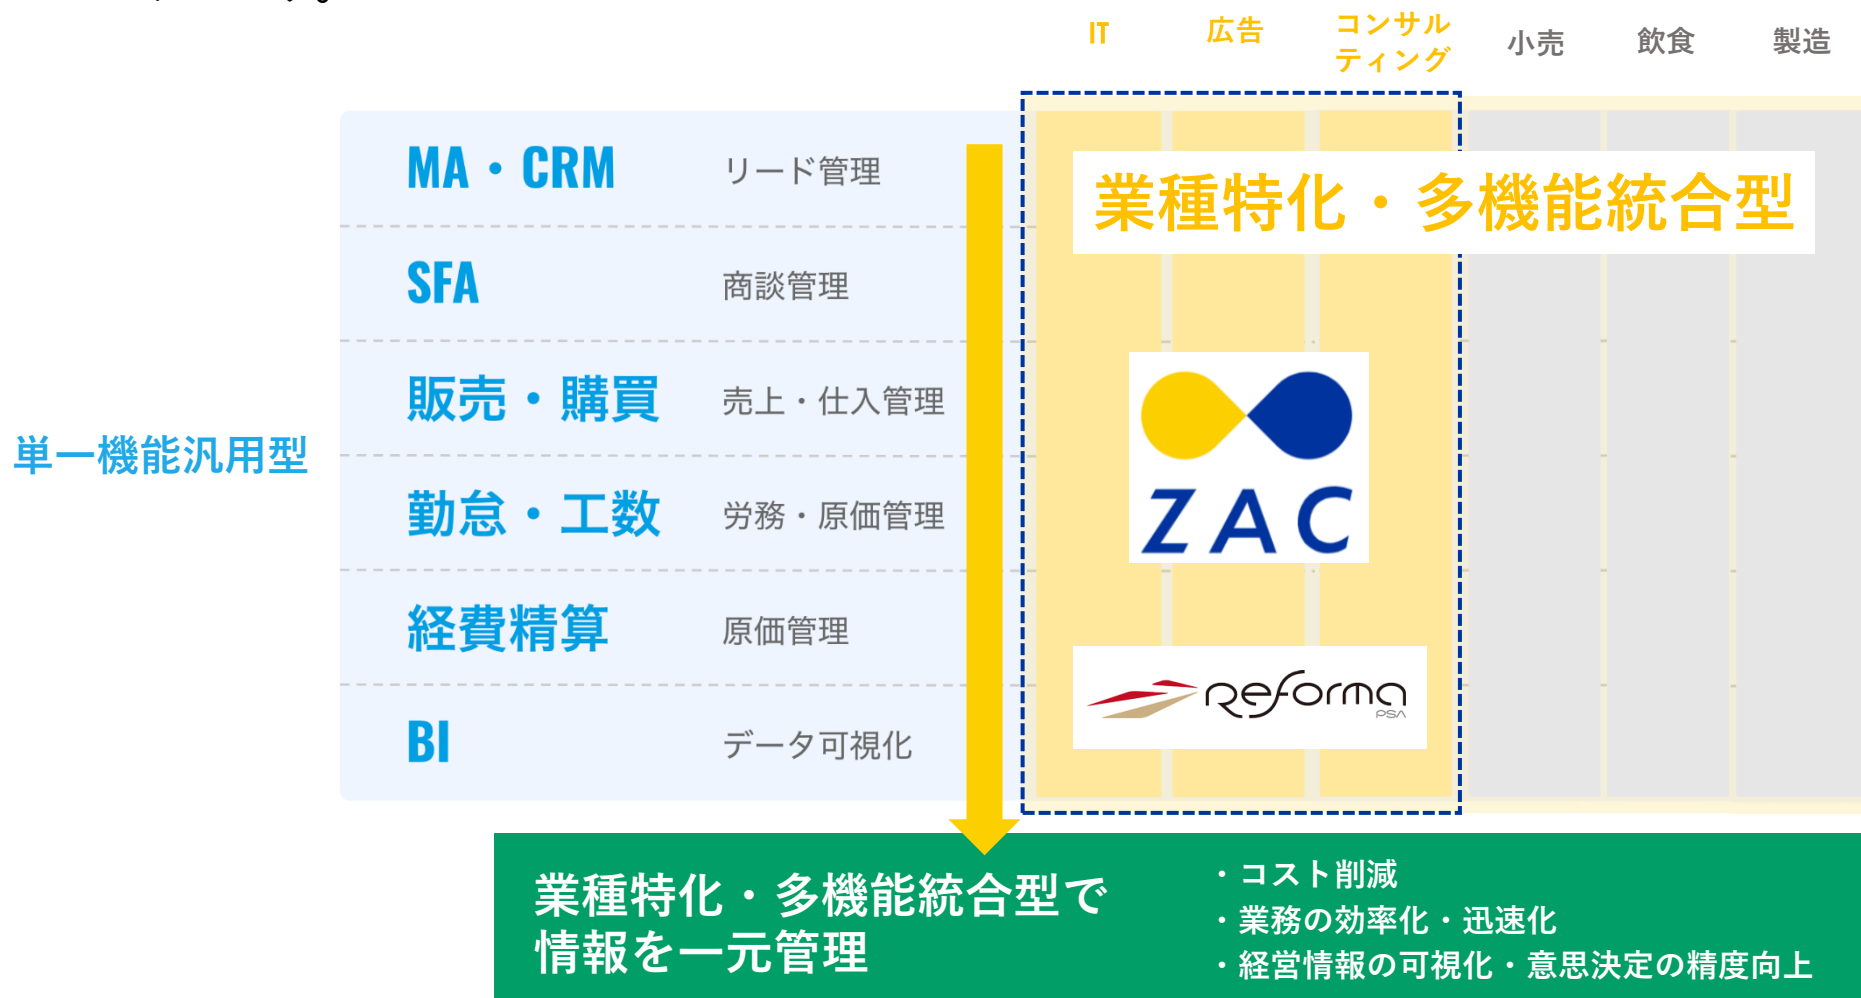 IT
広告
コンサル
ティング
小売
飲食
製造
MA・CRM
リード管理
業種特化・多機能統合型
SFA
商談管理
販売・購買
売上・仕入管理
単一機能汎用型
ZAC
勤怠・工数
労務・原価管理
経費精算
原価管理
reforma
PSA
BI
データ可視化
業種特化・多機能統合型で
情報を一元管理
・コスト削減
・業務の効率化・迅速化
・経営情報の可視化・意思決定の精度向上